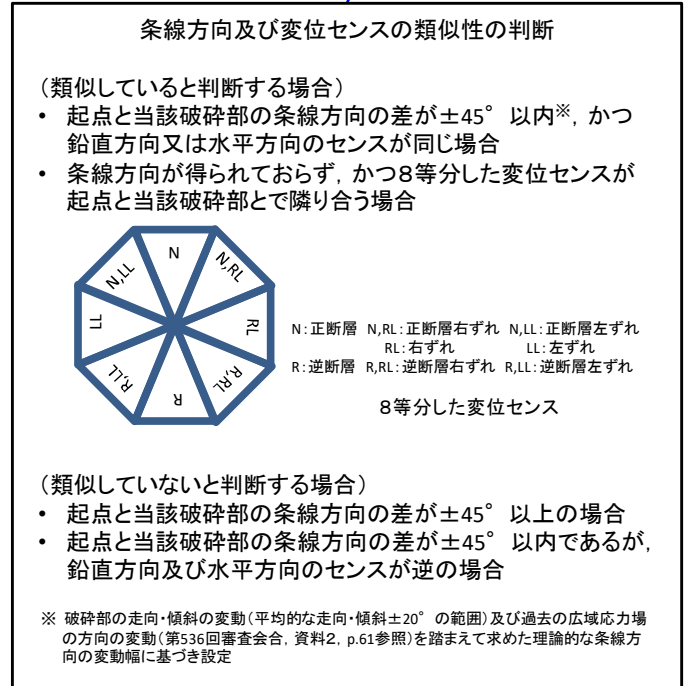 条線方向及び変位センスの類似性の判断
（類似していると判断する場合）
• 起点と当該破砕部の条線方向の差が±45°以内※，かつ
鉛直方向又は水平方向のセンスが同じ場合
• 条線方向が得られておらず，かつ８等分した変位センスが
起点と当該破砕部とで隣り合う場合
N
N,LL
N,RL
LL
RL
R,LL
R,RL
R
N：正断層 N,RL：正断層右ずれ N,LL：正断層左ずれ
RL：右ずれ LL：左ずれ
R：逆断層 R,RL：逆断層右ずれ R,LL：逆断層左ずれ
８等分した変位センス
（類似していないと判断する場合）
• 起点と当該破砕部の条線方向の差が±45°以上の場合
• 起点と当該破砕部の条線方向の差が±45°以内であるが，
鉛直方向及び水平方向のセンスが逆の場合
※ 破砕部の走向・傾斜の変動（平均的な走向・傾斜±20°の範囲）及び過去の広域応力場
の方向の変動（第536回審査会合，資料２，p.61参照）を踏まえて求めた理論的な条線方
向の変動幅に基づき設定